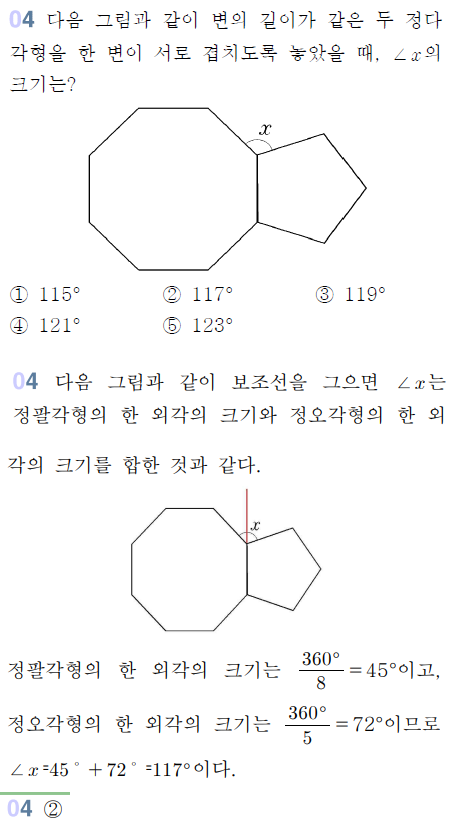 04 다음 그림과 같이 변의 길이가 같은 두 정다
각형을 한 변이 서로 겹치도록 놓았을 때, ∠x의
크기는?
x
① 115° ② 117° ③ 119°
④ 121° ⑤ 123°
04 다음 그림과 같이 보조선을 그으면 ∠x는
정팔각형의 한 외각의 크기와 정오각형의 한 외
각의 크기를 합한 것과 같다.
x
정팔각형의 한 외각의 크기는 360°/8 = 45°이고,
정오각형의 한 외각의 크기는 360°/5 = 72°이므로
∠x=45°+72°=117°이다.
04 ②